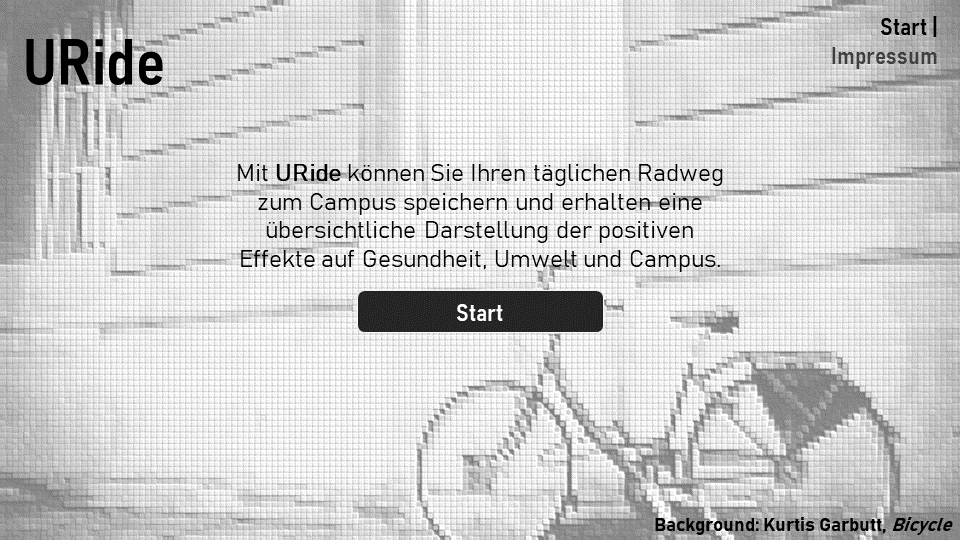 URide
Start |
Impressum
Mit URide können Sie Ihren täglichen Radweg
zum Campus speichern und erhalten eine
übersichtliche Darstellung der positiven
Effekte auf Gesundheit, Umwelt und Campus.
Start
Background: Kurtis Garbutt, Bicycle